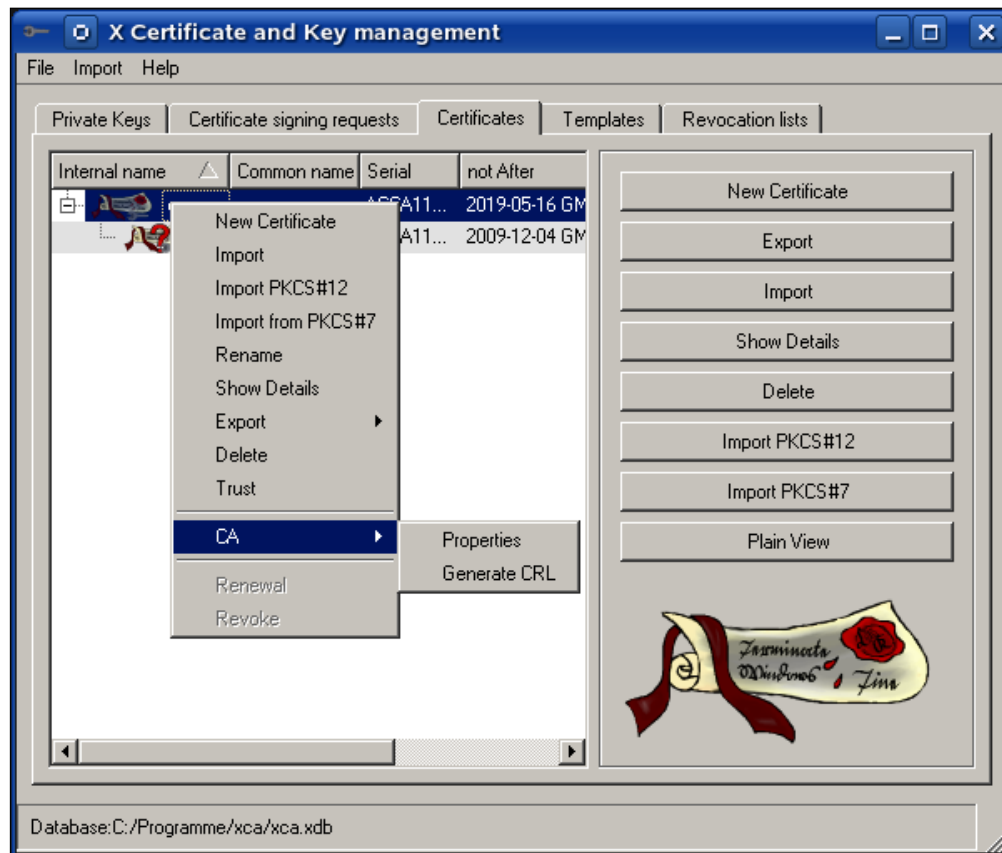 X Certificate and Key management
File Import Help
Private Keys Certificate signing requests Certificates Templates Revocation lists
Internal name Common name Serial not After
A11... 2019-05-16 GM
A11... 2009-12-04 GM
New Certificate
Import
Import PKCS#12
Import from PKCS#7
Rename
Show Details
Export
Delete
Trust
CA
Renewal
Revoke
Properties
Generate CRL
New Certificate
Export
Import
Show Details
Delete
Import PKCS#12
Import PKCS#7
Plain View
Windows
Database:C:/Programme/xca/xca.xdb